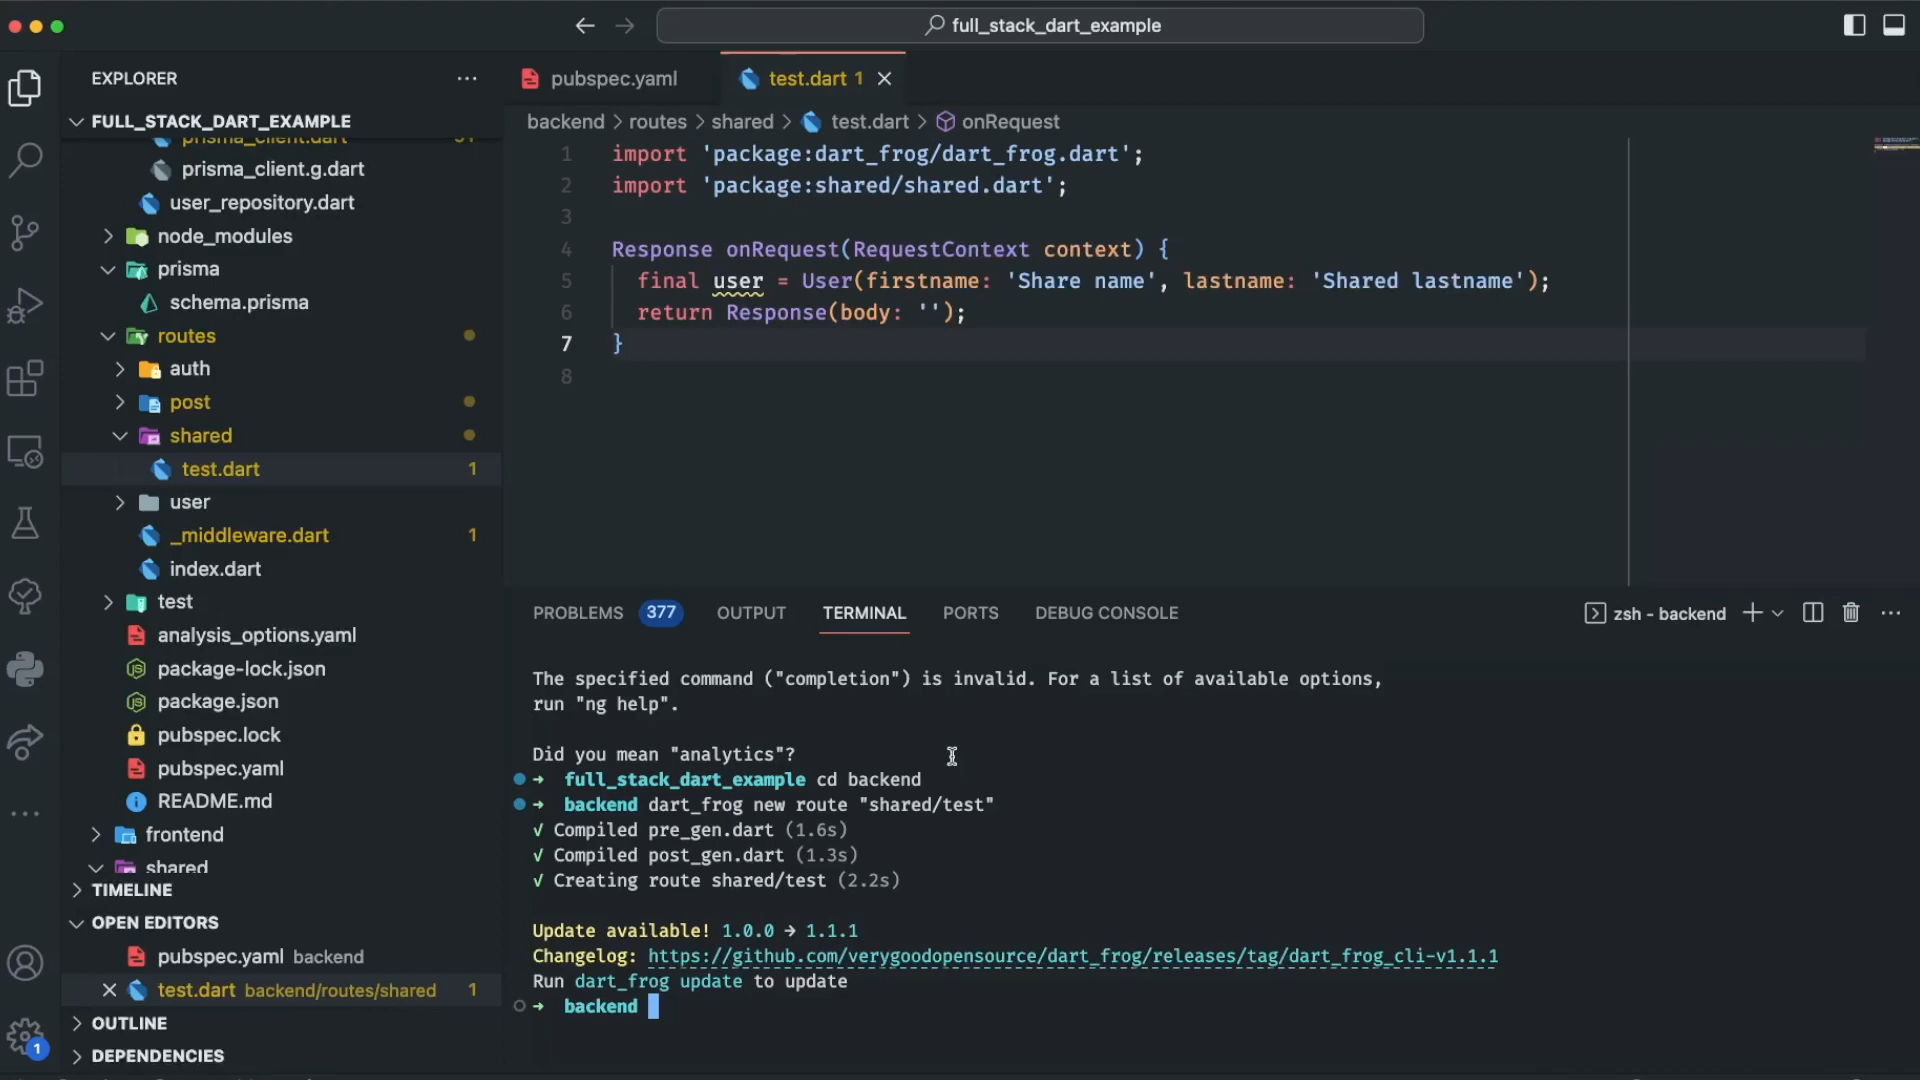 full_stack_dart_example
EXPLORER
FULL_STACK_DART_EXAMPLE
prisma_client.dart
prisma_client.g.dart
user_repository.dart
node_modules
prisma
schema.prisma
routes
auth
post
shared
test.dart 1
user
_middleware.dart 1
index.dart
test
analysis_options.yaml
package-lock.json
package.json
pubspec.lock
pubspec.yaml
README.md
frontend
shared
TIMELINE
OPEN EDITORS
pubspec.yaml backend
test.dart backend/routes/shared 1
OUTLINE
DEPENDENCIES
1
pubspec.yaml test.dart 1
backend > routes > shared > test.dart > onRequest
1 import 'package:dart_frog/dart_frog.dart';
2 import 'package:shared/shared.dart';
3
4 Response onRequest(RequestContext context) {
5 final user = User(firstname: 'Share name', lastname: 'Shared lastname');
6 return Response(body: '');
7 }
8
PROBLEMS 377 OUTPUT TERMINAL PORTS DEBUG CONSOLE zsh - backend
The specified command ("completion") is invalid. For a list of available options,
run "ng help".
Did you mean "analytics"?
→ full_stack_dart_example cd backend
→ backend dart_frog new route "shared/test"
√ Compiled pre_gen.dart (1.6s)
√ Compiled post_gen.dart (1.3s)
√ Creating route shared/test (2.2s)
Update available! 1.0.0 → 1.1.1
Changelog: https://github.com/verygoodopensource/dart_frog/releases/tag/dart_frog_cli-v1.1.1
Run dart_frog update to update
→ backend